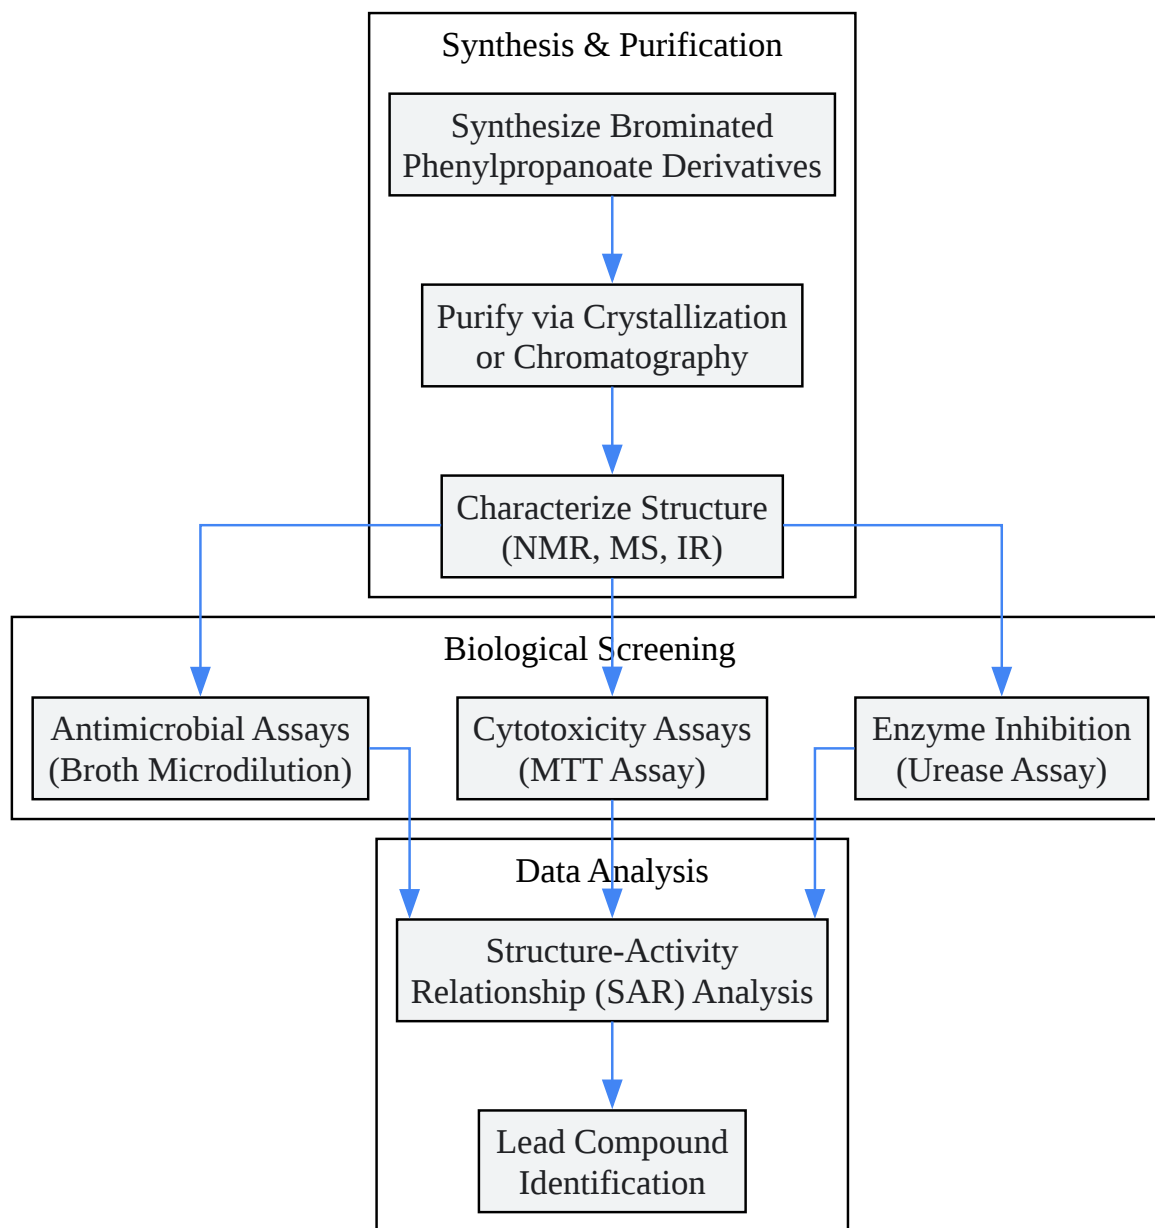 Synthesis & Purification
Synthesize Brominated
Phenylpropanoate Derivatives
Purify via Crystallization
or Chromatography
Characterize Structure
(NMR, MS, IR)
Biological Screening
Antimicrobial Assays
(Broth Microdilution)
Cytotoxicity Assays
(MTT Assay)
Enzyme Inhibition
(Urease Assay)
Data Analysis
Structure-Activity
Relationship (SAR) Analysis
Lead Compound
Identification